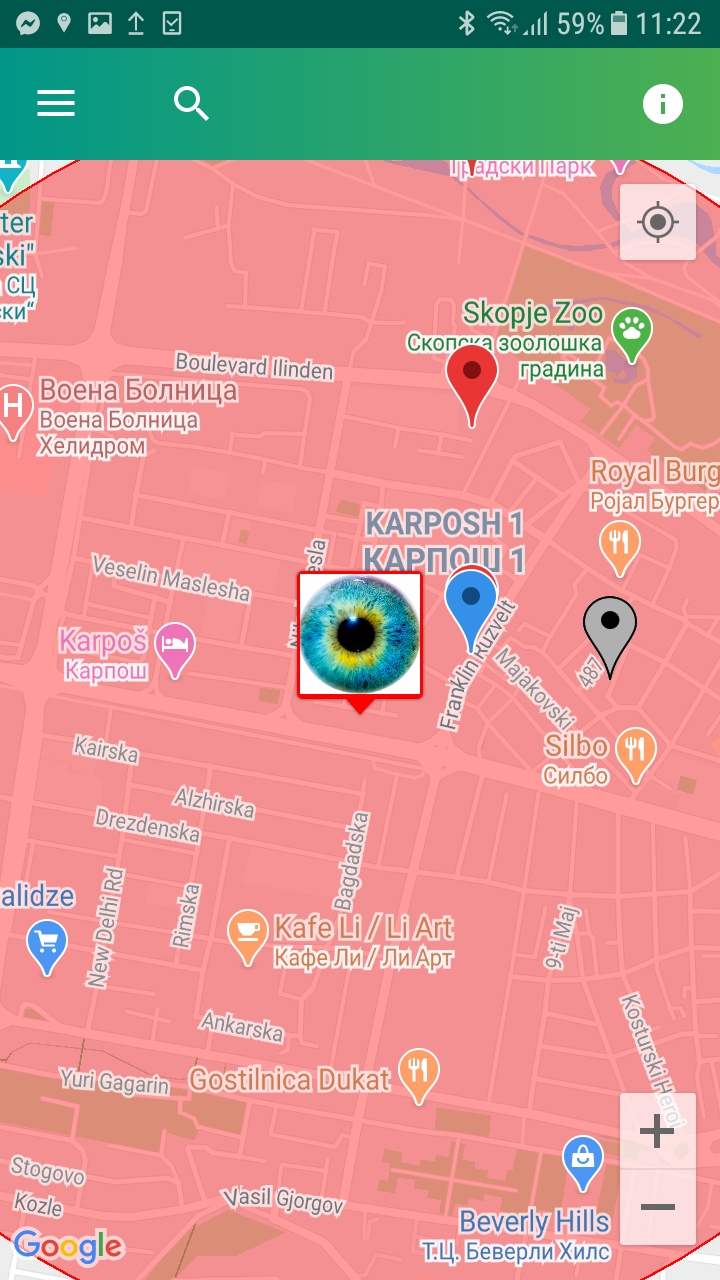 59% 11:22
Градски Парк
ter
ski"
СЦ
ски“
Skopje Zoo
Скопска зоолошка
градина
Boulevard Ilinden
H
Воена Болница
Воена Болница
Хелидром
Royal Burg
Ројал Бургер
KARPOSH 1
КАРПОШ 1
esla
Veselin Maslesha
Karpoš
Карпош
Franklin Ruzvelt
Majakovski
487
Silbo
Силбо
Kairska
Alzhirska
Drezdenska
Bagdadska
alidze
New Delhi Rd
Rimska
Kafe Li / Li Art
Кафе Ли / Ли Арт
9-ti Maj
Ankarska
Kosturski Heroi
Yuri Gagarin
Gostilnica Dukat
Stogovo
Kozle
Vasil Gjorgov
Beverly Hills
Т.Ц. Беверли Хилс
Google